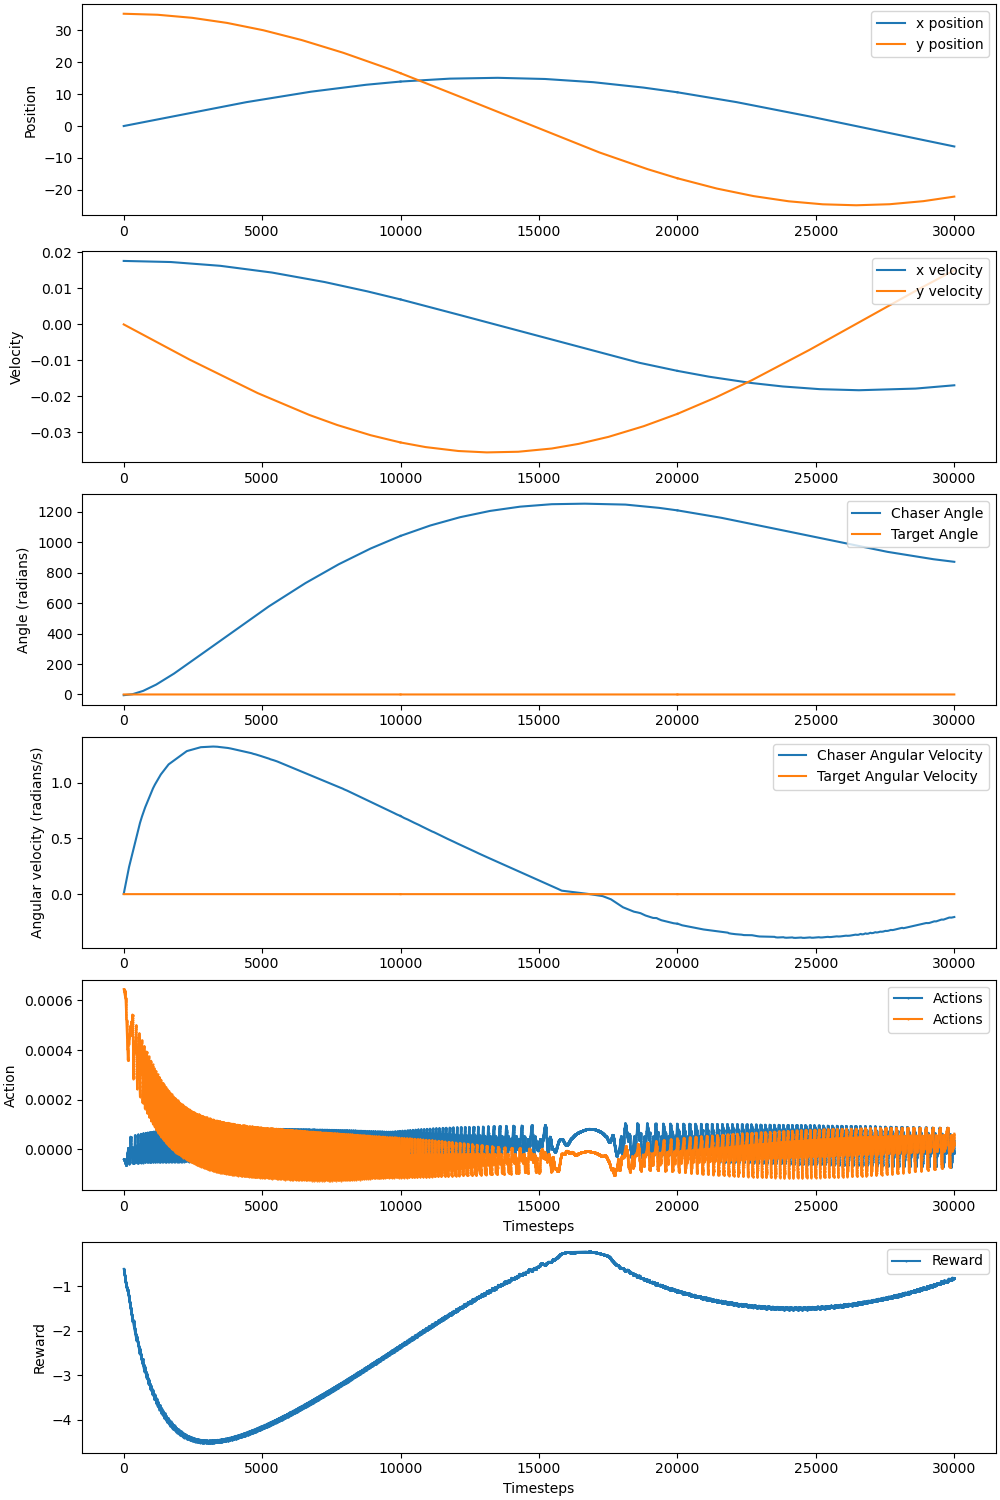 x position
y position
Position
30
20
10
0
−10
−20
0 5000 10000 15000 20000 25000 30000
x velocity
y velocity
Velocity
0.02
0.01
0.00
−0.01
−0.02
−0.03
0 5000 10000 15000 20000 25000 30000
Chaser Angle
Target Angle
Angle (radians)
1200
1000
800
600
400
200
0
0 5000 10000 15000 20000 25000 30000
Chaser Angular Velocity
Target Angular Velocity
Angular velocity (radians/s)
1.0
0.5
0.0
0 5000 10000 15000 20000 25000 30000
Actions
Actions
Action
0.0006
0.0004
0.0002
0.0000
0 5000 10000 15000 20000 25000 30000
Timesteps
Reward
Reward
−1
−2
−3
−4
0 5000 10000 15000 20000 25000 30000
Timesteps